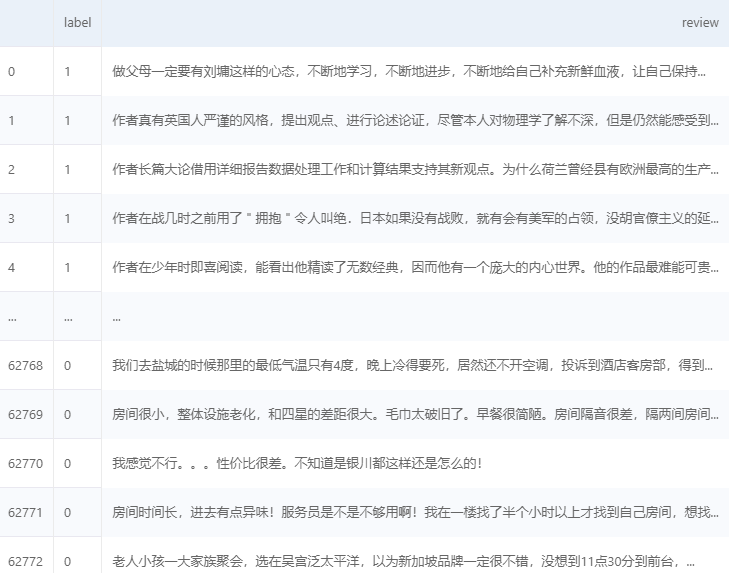 label review
0 1 做父母一定要有刘墉这样的心态，不断地学习，不断地进步，不断地给自己补充新鲜血液，让自己保持...
1 1 作者真有英国人严谨的风格，提出观点、进行论述论证，尽管本人对物理学了解不深，但是仍然能感受到...
2 1 作者长篇大论借用详细报告数据处理工作和计算结果支持其新观点。为什么荷兰曾经县有欧洲最高的生产...
3 1 作者在战几时之前用了＂拥抱＂令人叫绝．日本如果没有战败，就有会有美军的占领，没胡官僚主义的延...
4 1 作者在少年时即喜阅读，能看出他精读了无数经典，因而他有一个庞大的内心世界。他的作品最难能可贵...
... ... ...
62768 0 我们去盐城的时候那里的最低气温只有4度，晚上冷得要死，居然还不开空调，投诉到酒店客房部，得到...
62769 0 房间很小，整体设施老化，和四星的差距很大。毛巾太破旧了。早餐很简陋。房间隔音很差，隔两间房间...
62770 0 我感觉不行。。。性价比很差。不知道是银川都这样还是怎么的！
62771 0 房间时间长，进去有点异味！服务员是不是不够用啊！我在一楼找了半个小时以上才找到自己房间，想找...
62772 0 老人小孩一大家族聚会，选在吴宫泛太平洋，以为新加坡品牌一定很不错，没想到11点30分到前台，...